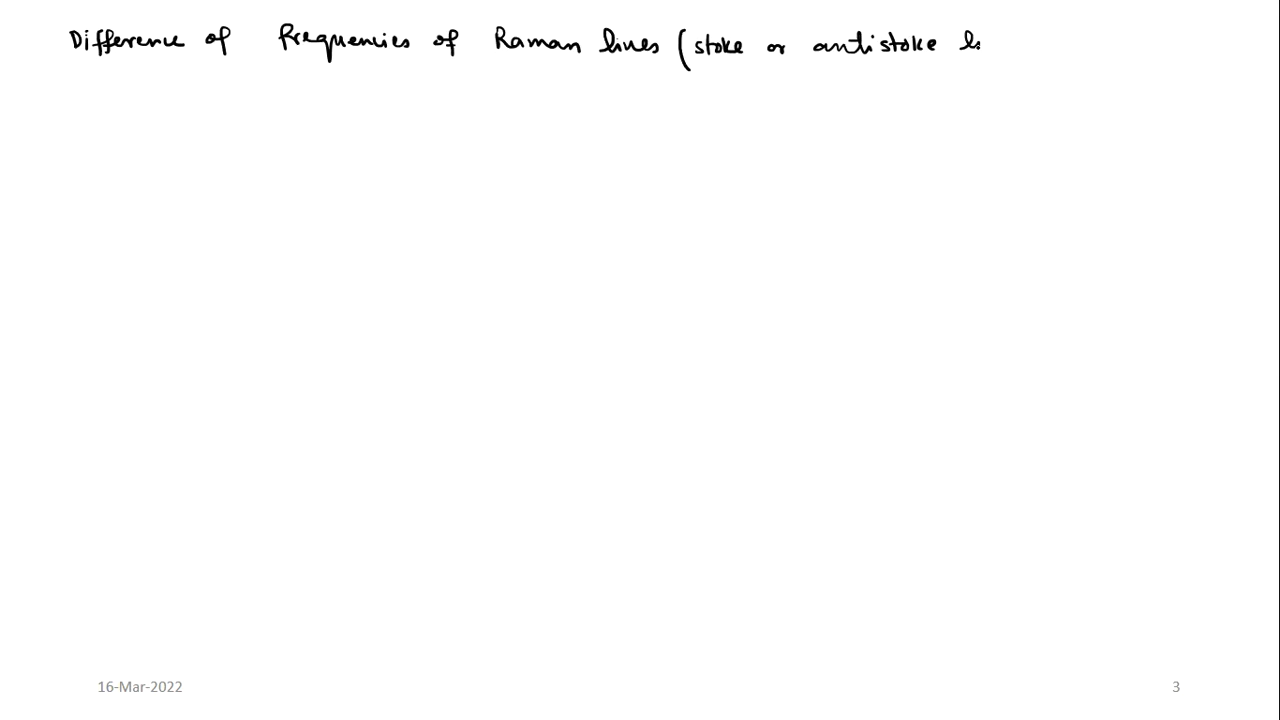 Difference of frequencies of Raman lines (stoke or antistoke
16-Mar-2022
3